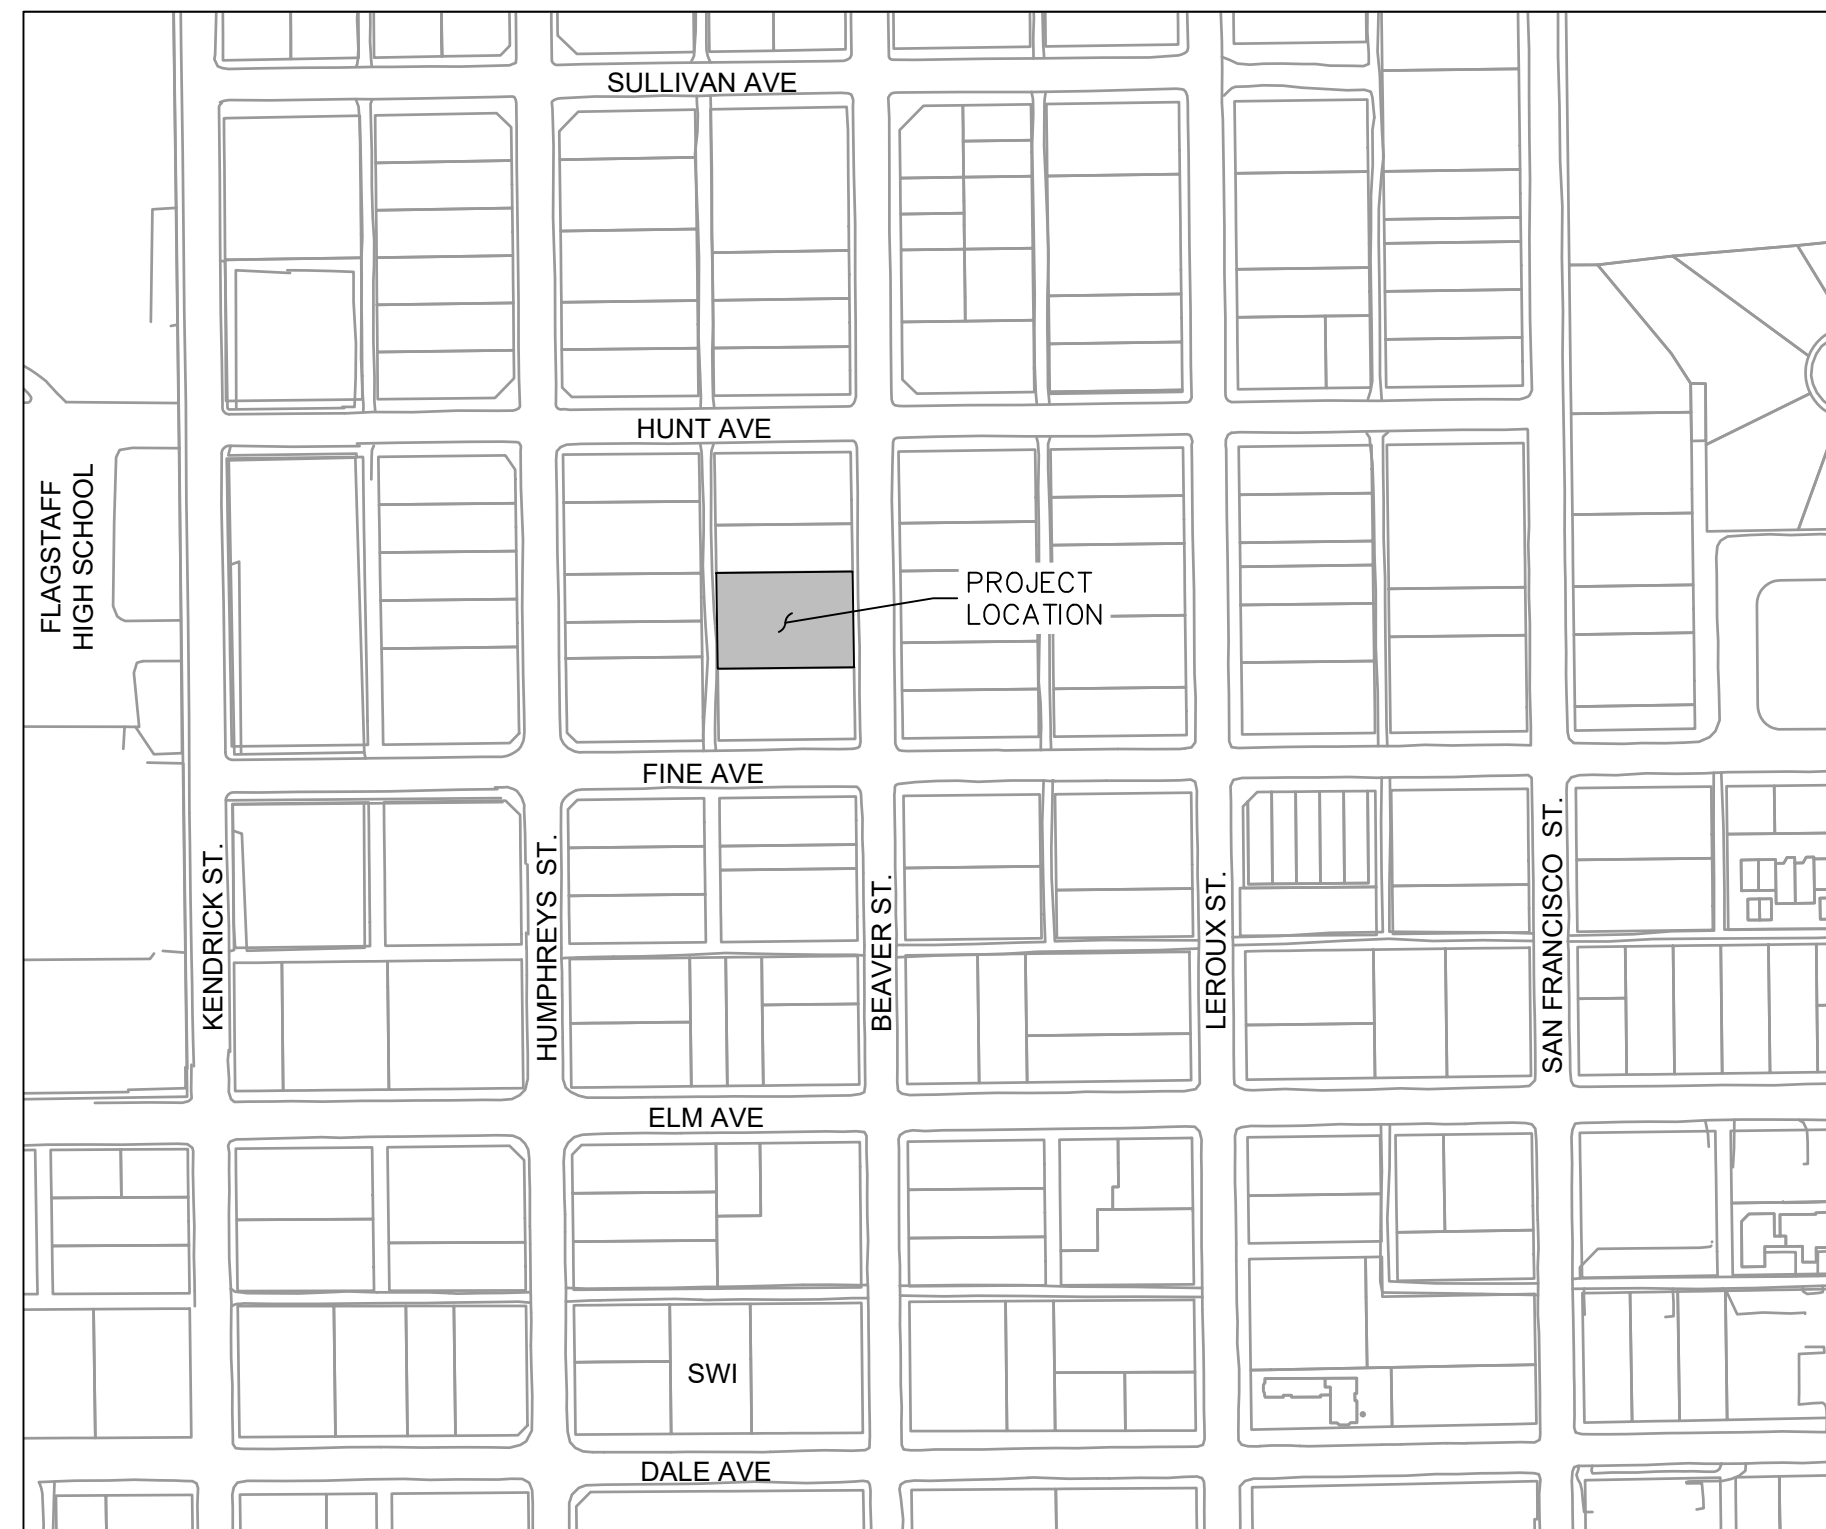 SULLIVAN AVE
HUNT AVE
FLAGSTAFF
HIGH SCHOOL
PROJECT
LOCATION
FINE AVE
KENDRICK ST.
HUMPHREYS ST.
BEAVER ST.
LEROUX ST.
SAN FRANCISCO ST.
ELM AVE
SWI
DALE AVE